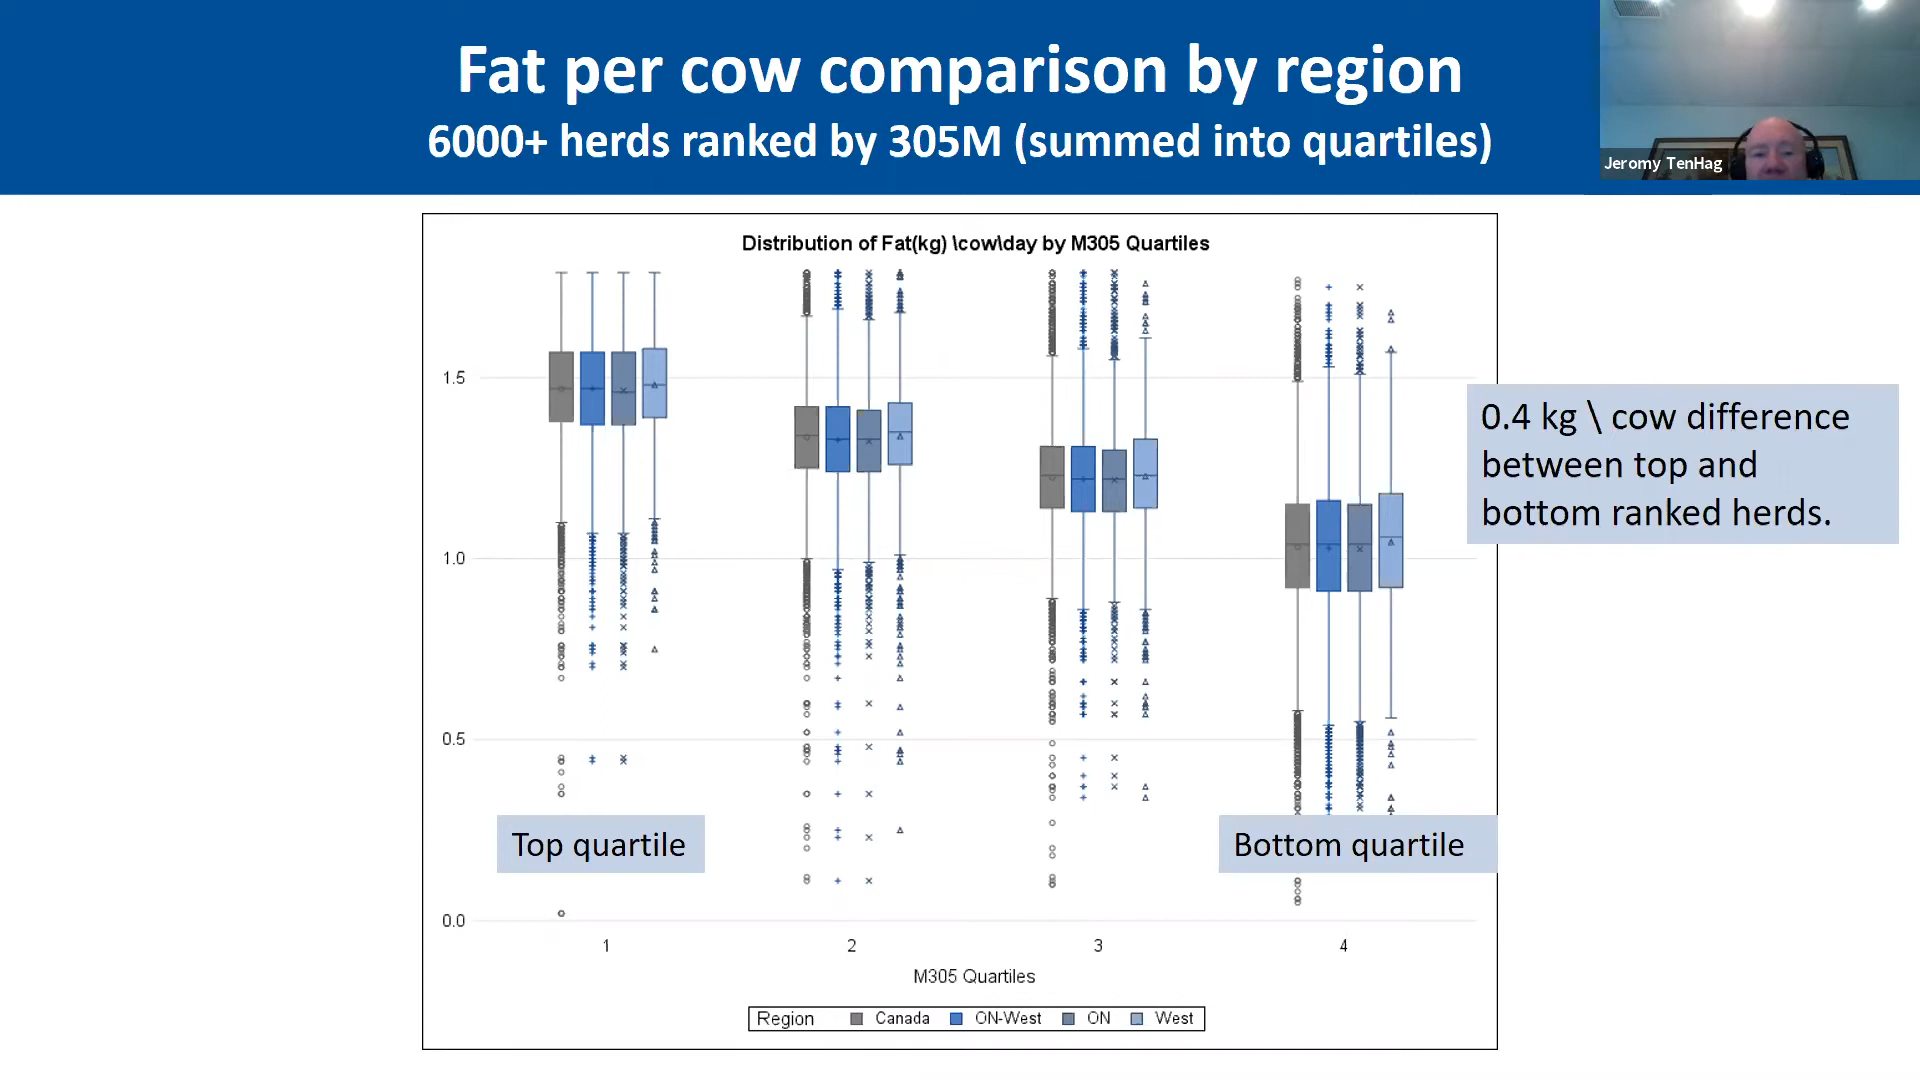 Fat per cow comparison by region
6000+ herds ranked by 305M (summed into quartiles)
Jeromy TenHag
Distribution of Fat(kg) \cow\day by M305 Quartiles
1.5
1.0
0.5
0.0
0.4 kg \ cow difference
between top and
bottom ranked herds.
Top quartile
Bottom quartile
1 2 3 4
M305 Quartiles
Region Canada ON-West ON West